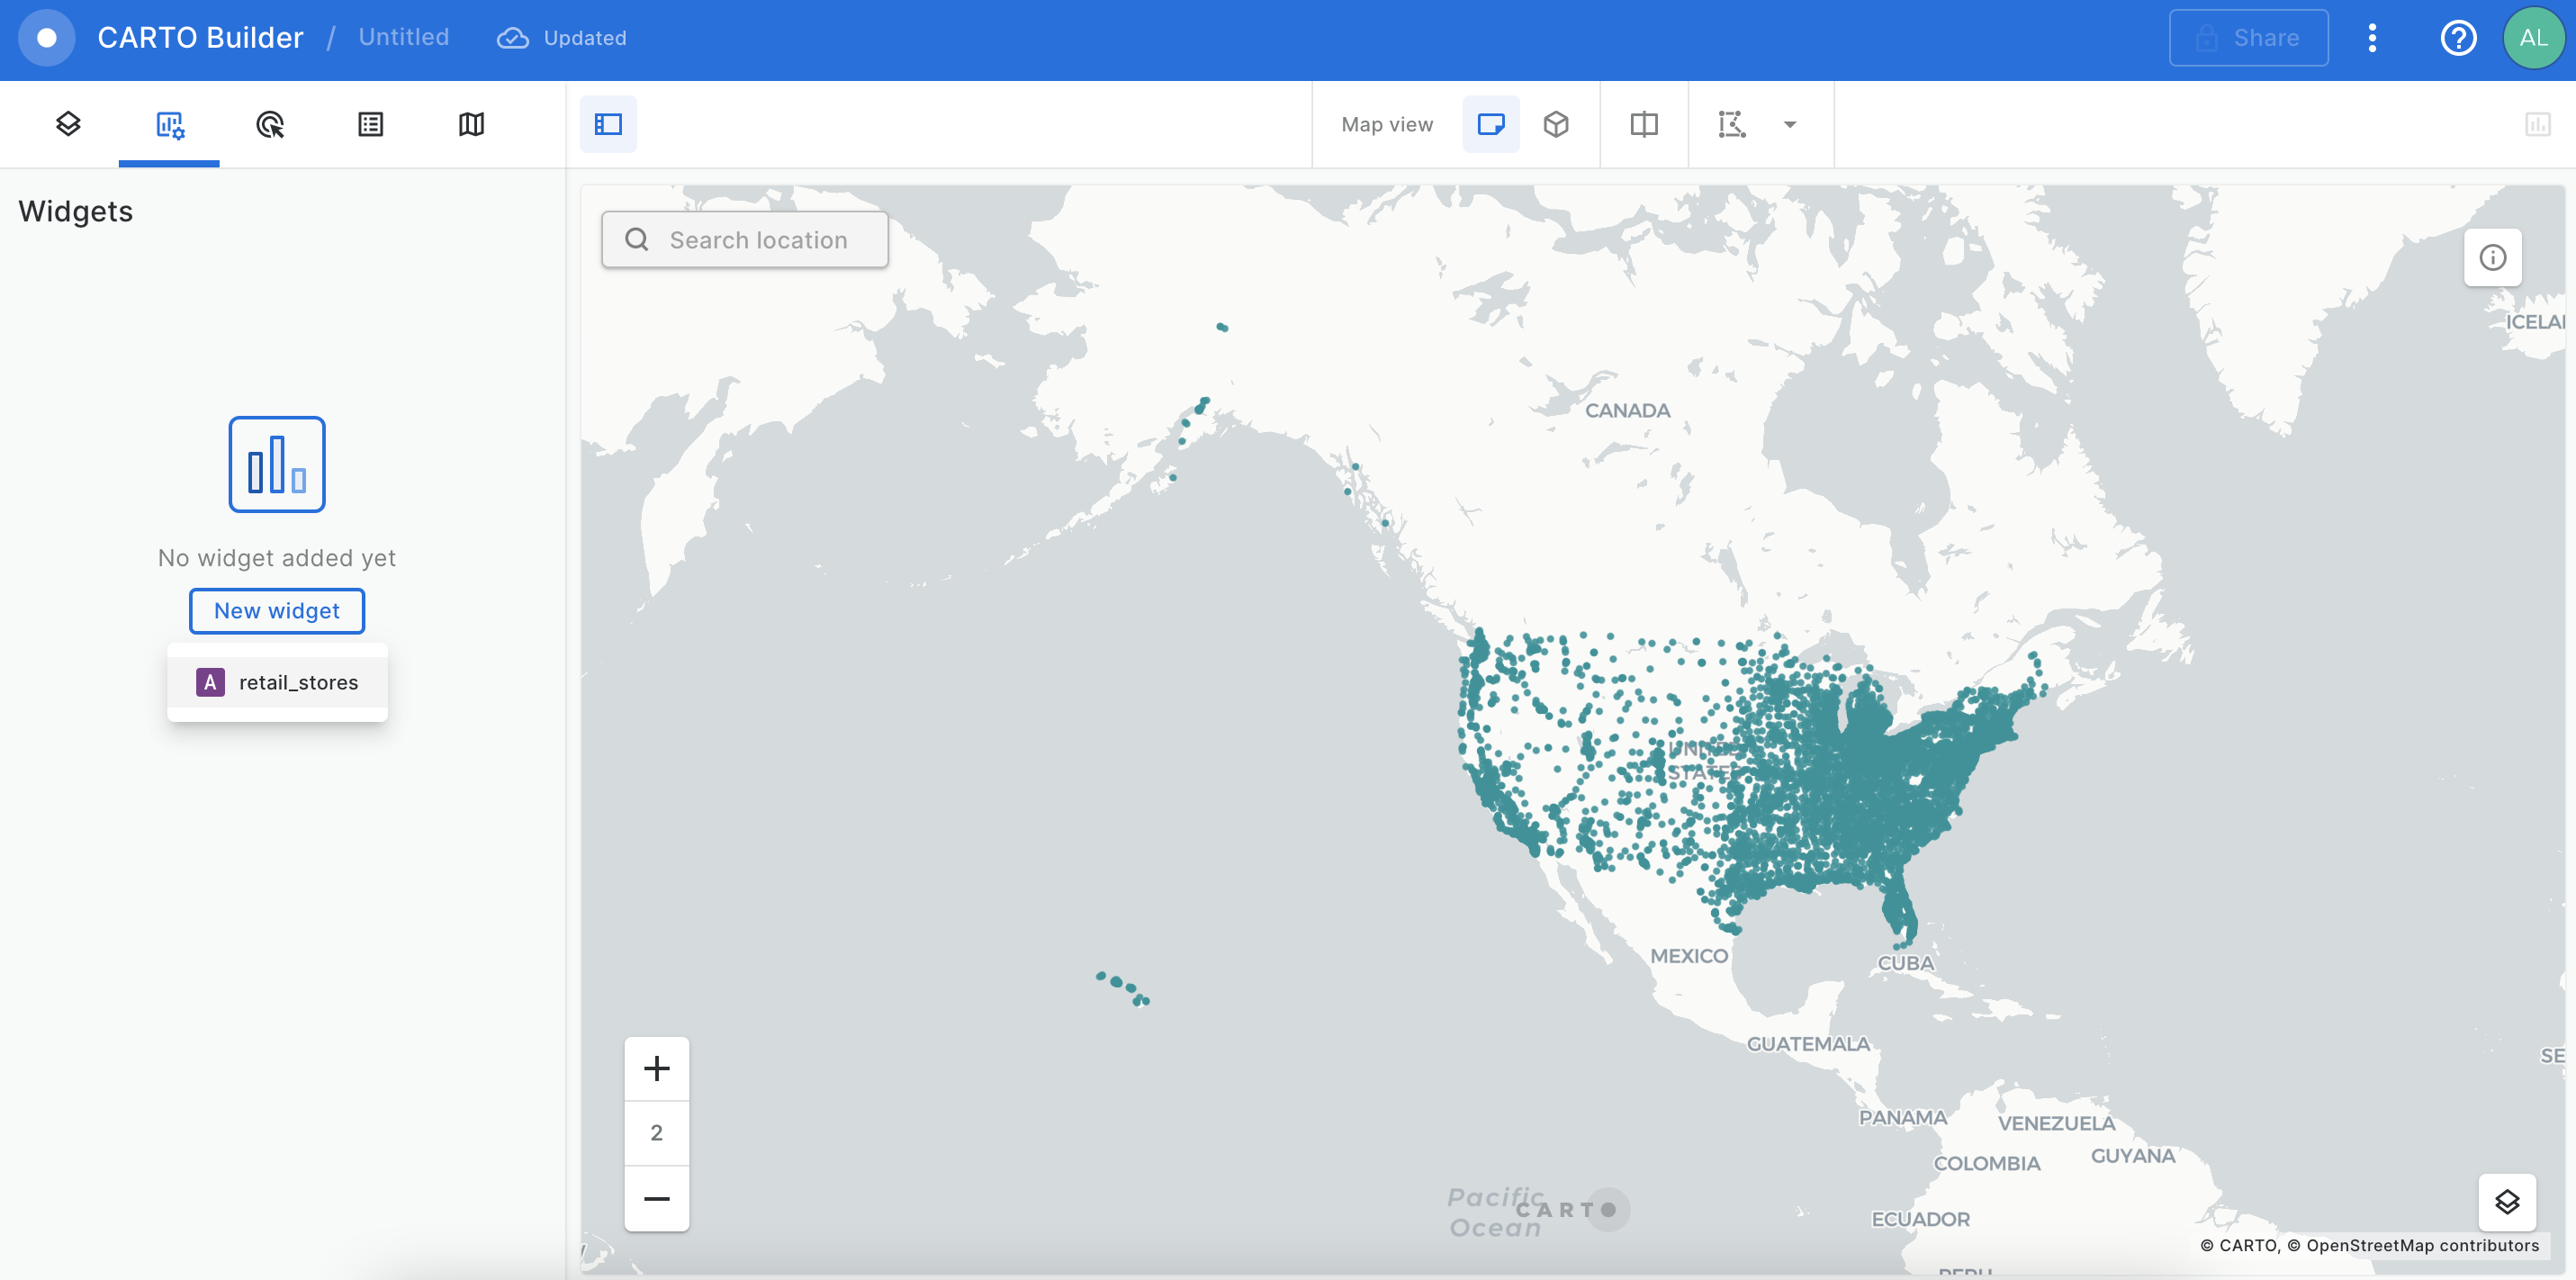 CARTO Builder / Untitled Updated Share AL
Map view
Widgets
Search location
No widget added yet
New widget
A retail_stores
CANADA
UNITED
STATES
MEXICO
CUBA
GUATEMALA
PANAMA
VENEZUELA
COLOMBIA
GUYANA
ECUADOR
PERU
ICELA
SE
2
Pacific
Ocean
CARTO
© CARTO, © OpenStreetMap contributors